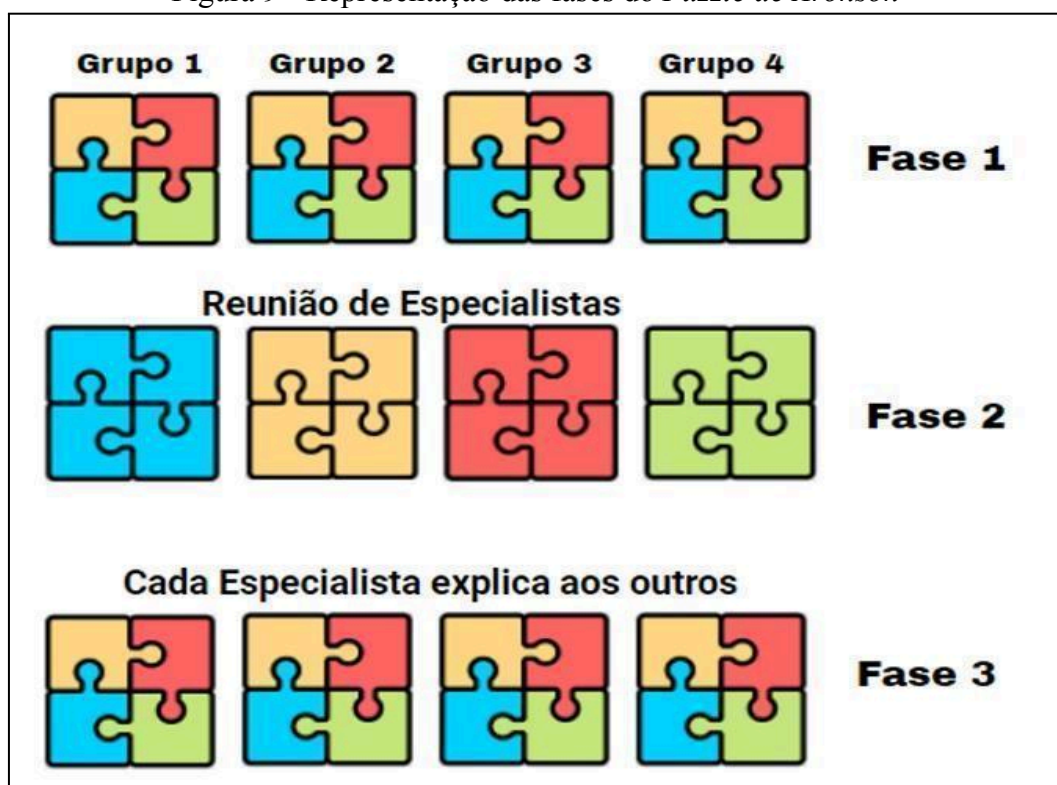 Grupo 1 Grupo 2 Grupo 3 Grupo 4
Fase 1
Reunião de Especialistas
Fase 2
Cada Especialista explica aos outros
Fase 3